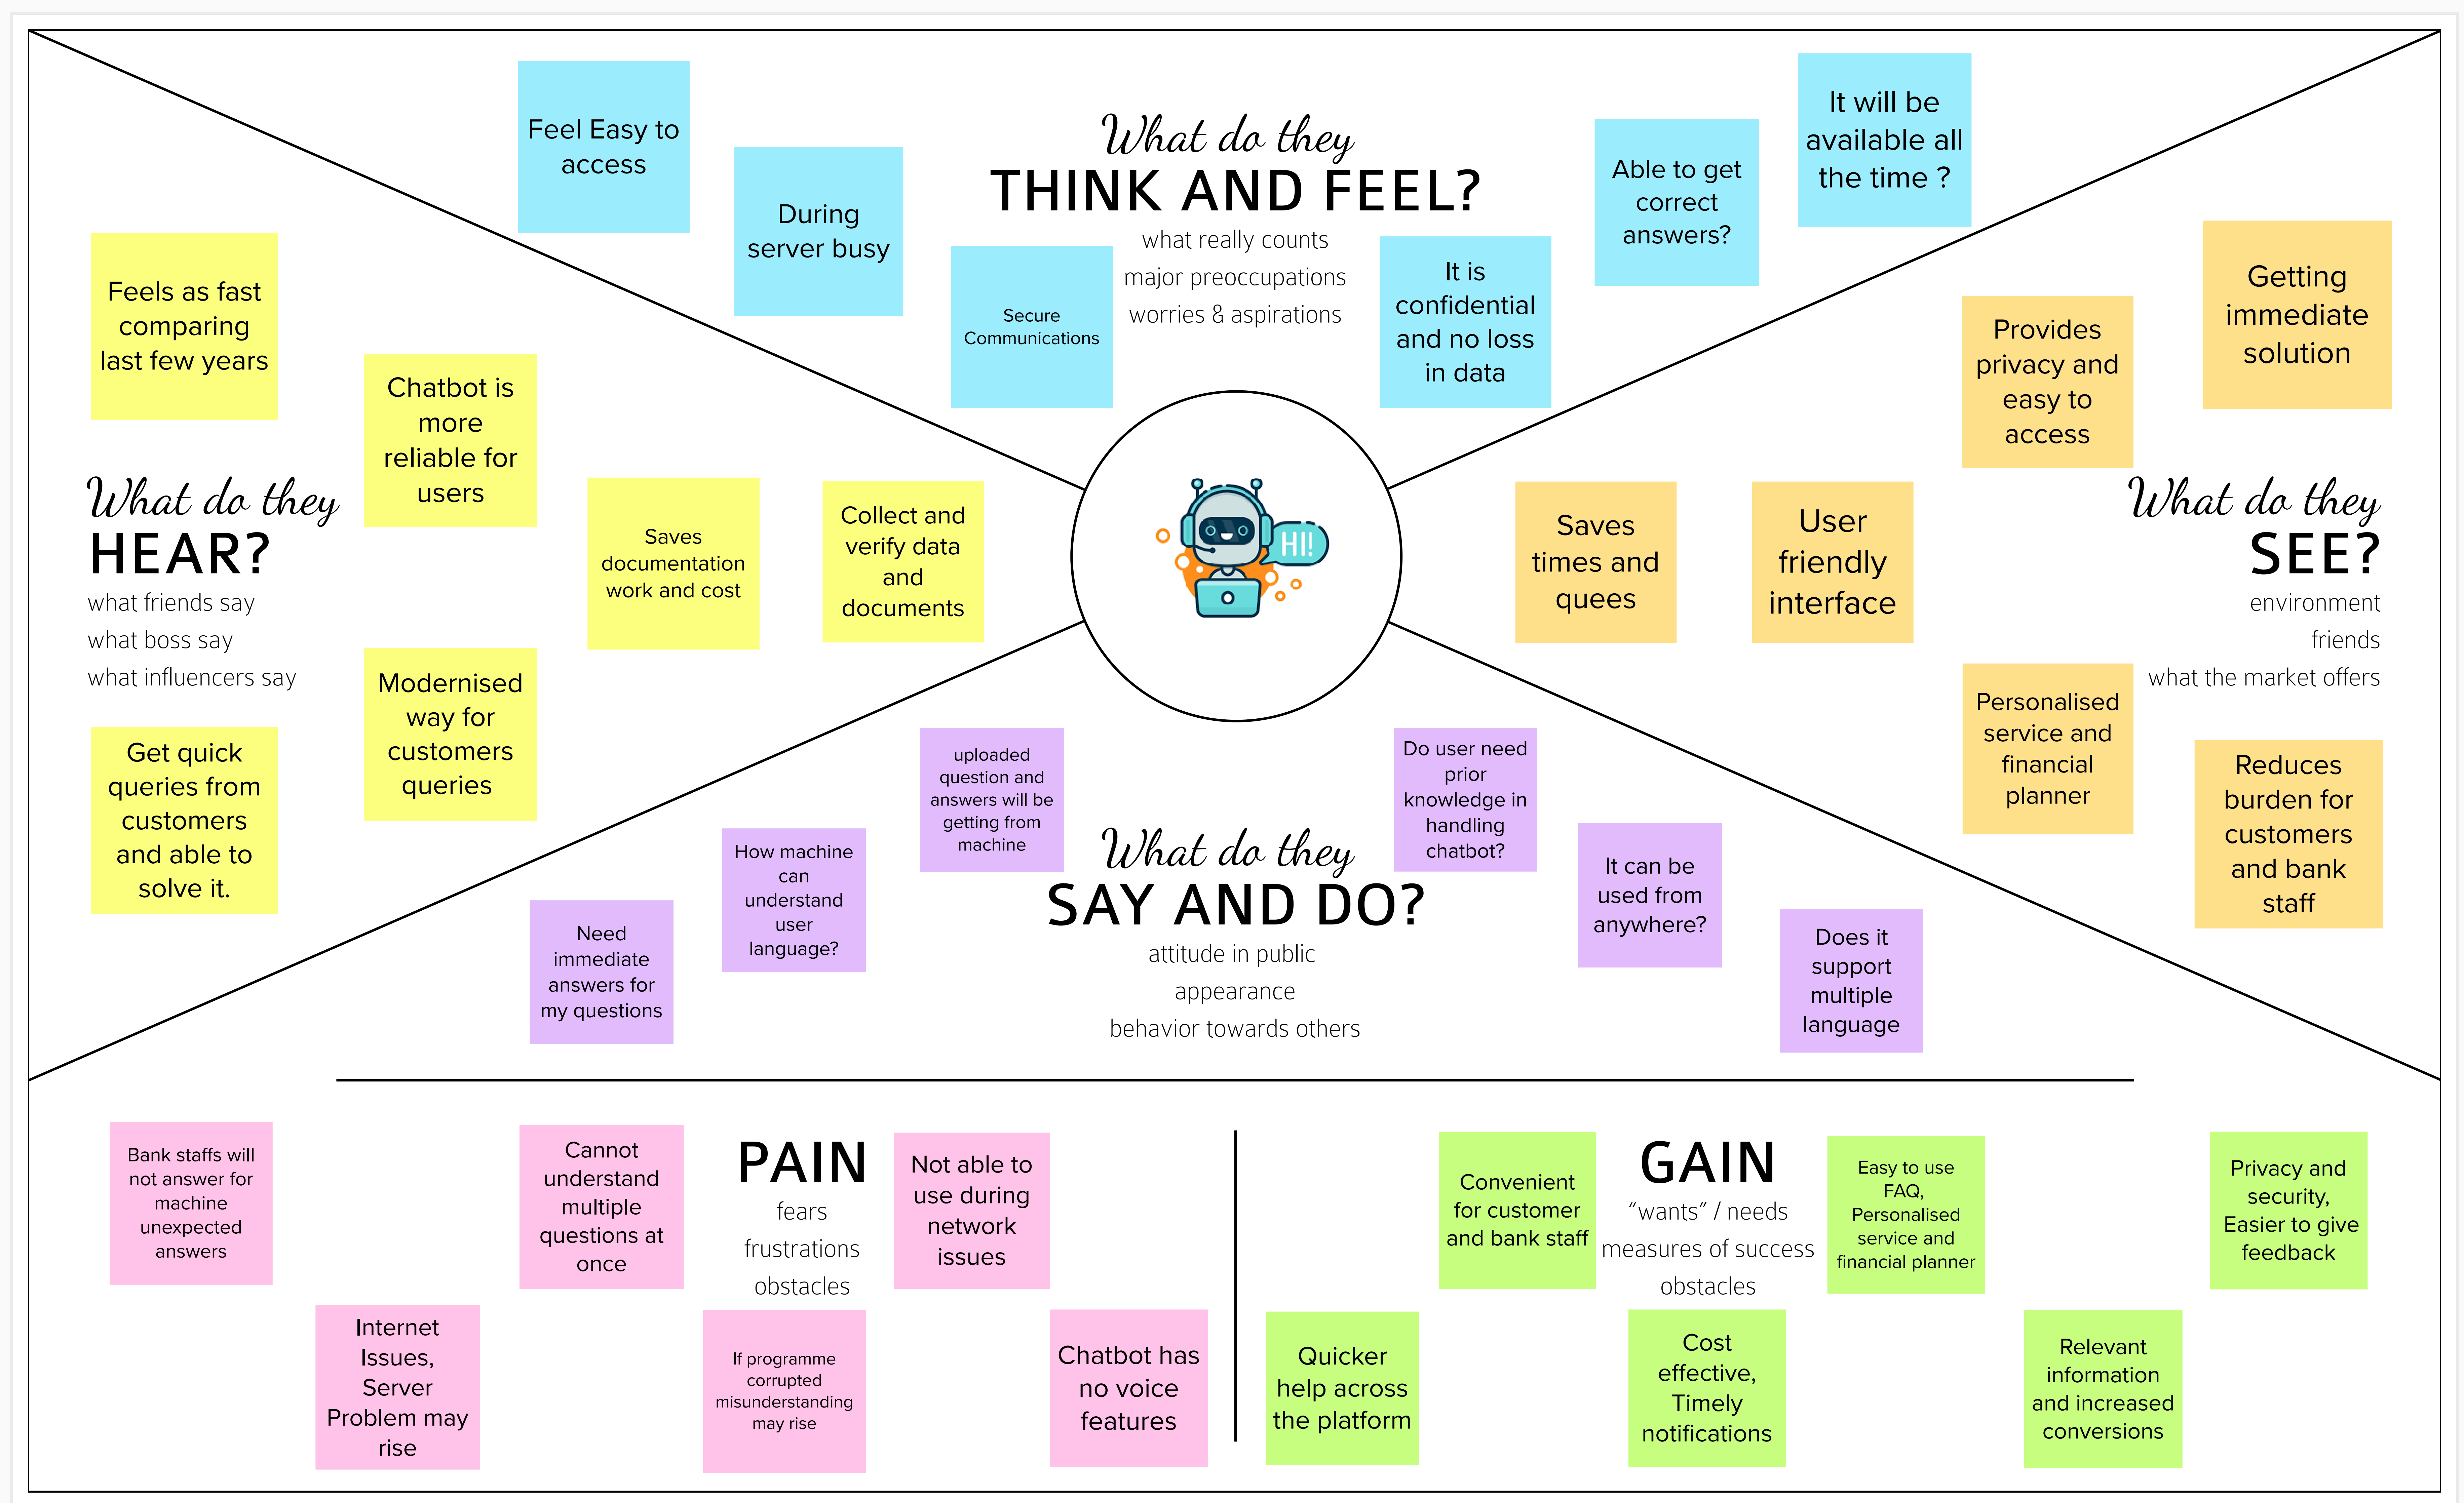 What do they
THINK AND FEEL?
what really counts
major preoccupations
worries & aspirations
Feel Easy to
access
During
server busy
Secure
Communications
It is
confidential
and no loss
in data
Able to get
correct
answers?
It will be
available all
the time ?
What do they
HEAR?
what friends say
what boss say
what influencers say
Feels as fast
comparing
last few years
Chatbot is
more
reliable for
users
Saves
documentation
work and cost
Collect and
verify data
and
documents
Modernised
way for
customers
queries
Get quick
queries from
customers
and able to
solve it.
HI!
What do they
SEE?
environment
friends
what the market offers
Getting
immediate
solution
Provides
privacy and
easy to
access
Saves
times and
quees
User
friendly
interface
Personalised
service and
financial
planner
Reduces
burden for
customers
and bank
staff
What do they
SAY AND DO?
attitude in public
appearance
behavior towards others
Need
immediate
answers for
my questions
How machine
can
understand
user
language?
uploaded
question and
answers will be
getting from
machine
Do user need
prior
knowledge in
handling
chatbot?
It can be
used from
anywhere?
Does it
support
multiple
language
PAIN
fears
frustrations
obstacles
Bank staffs will
not answer for
machine
unexpected
answers
Internet
Issues,
Server
Problem may
rise
Cannot
understand
multiple
questions at
once
If programme
corrupted
misunderstanding
may rise
Not able to
use during
network
issues
Chatbot has
no voice
features
GAIN
“wants” / needs
measures of success
obstacles
Quicker
help across
the platform
Convenient
for customer
and bank staff
Cost
effective,
Timely
notifications
Easy to use
FAQ,
Personalised
service and
financial planner
Relevant
information
and increased
conversions
Privacy and
security,
Easier to give
feedback